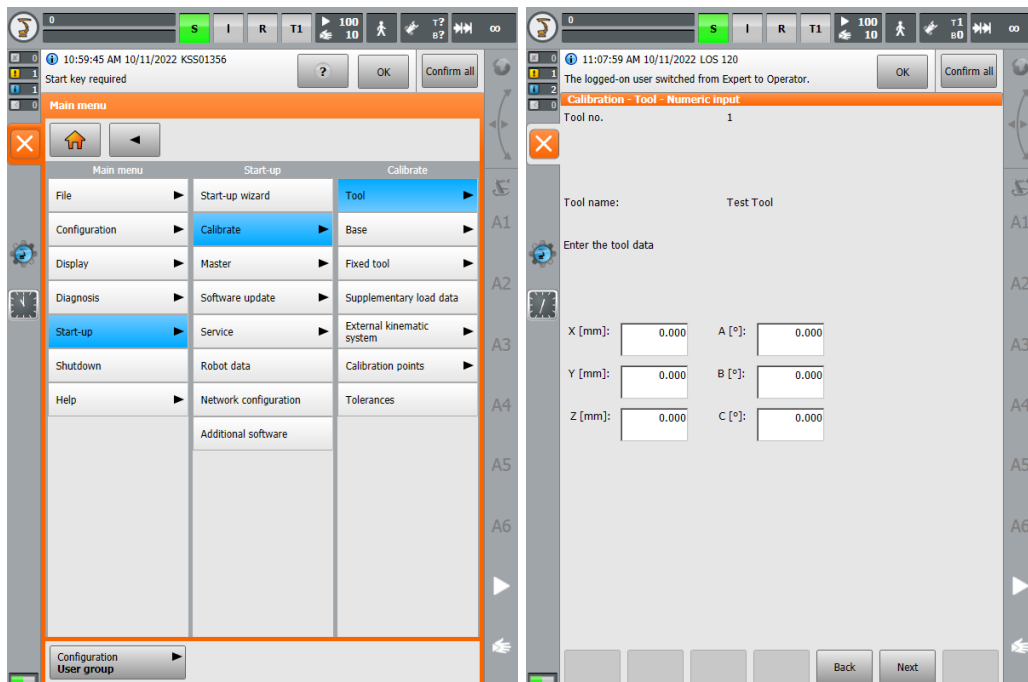 0
S
I
R
T1
100
10
T?
B?
∞
0
1
1
0
10:59:45 AM 10/11/2022 KSS01356
Start key required
?
OK
Confirm all
Main menu
Main menu
Start-up
Calibrate
File
Start-up wizard
Tool
Configuration
Calibrate
Base
Display
Master
Fixed tool
Diagnosis
Software update
Supplementary load data
Start-up
Service
External kinematic
system
Shutdown
Robot data
Calibration points
Help
Network configuration
Tolerances
Additional software
A1
A2
A3
A4
A5
A6
Configuration
User group
0
S
I
R
T1
100
10
T1
B0
∞
0
1
2
0
11:07:59 AM 10/11/2022 LOS 120
The logged-on user switched from Expert to Operator.
OK
Confirm all
Calibration - Tool - Numeric input
Tool no. 1
Tool name: Test Tool
Enter the tool data
X [mm]: 0.000 A [°]: 0.000
Y [mm]: 0.000 B [°]: 0.000
Z [mm]: 0.000 C [°]: 0.000
A1
A2
A3
A4
A5
A6
Back
Next